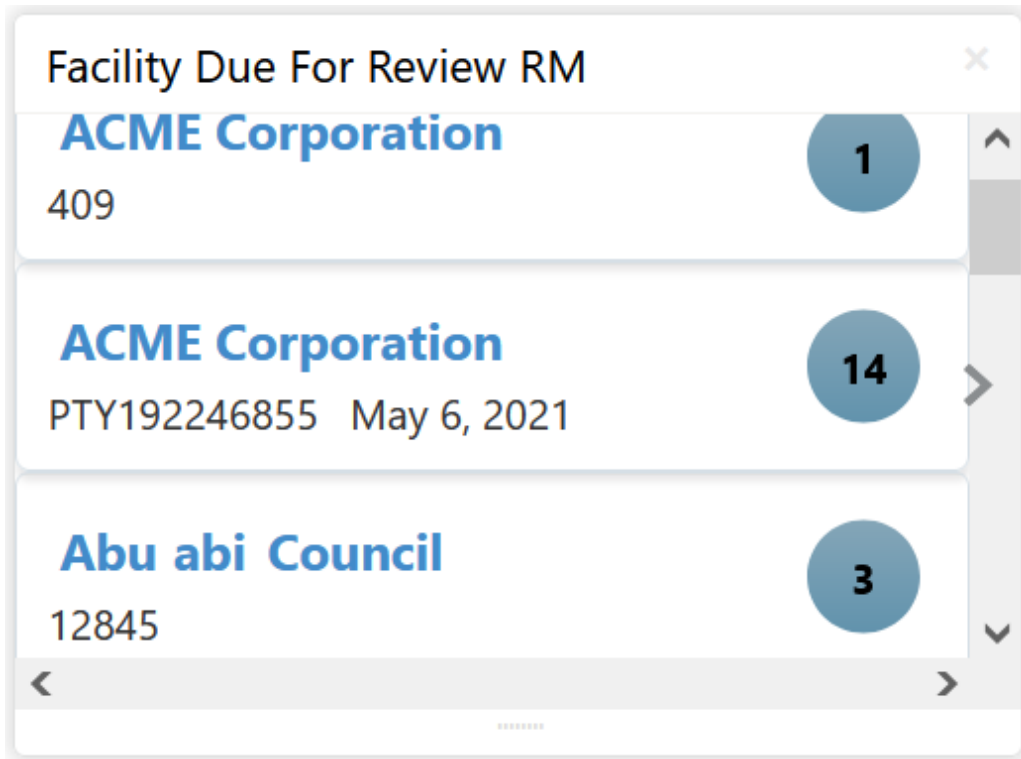 Facility Due For Review RM
ACME Corporation
1
409
ACME Corporation
14
PTY192246855 May 6, 2021
Abu abi Council
3
12845